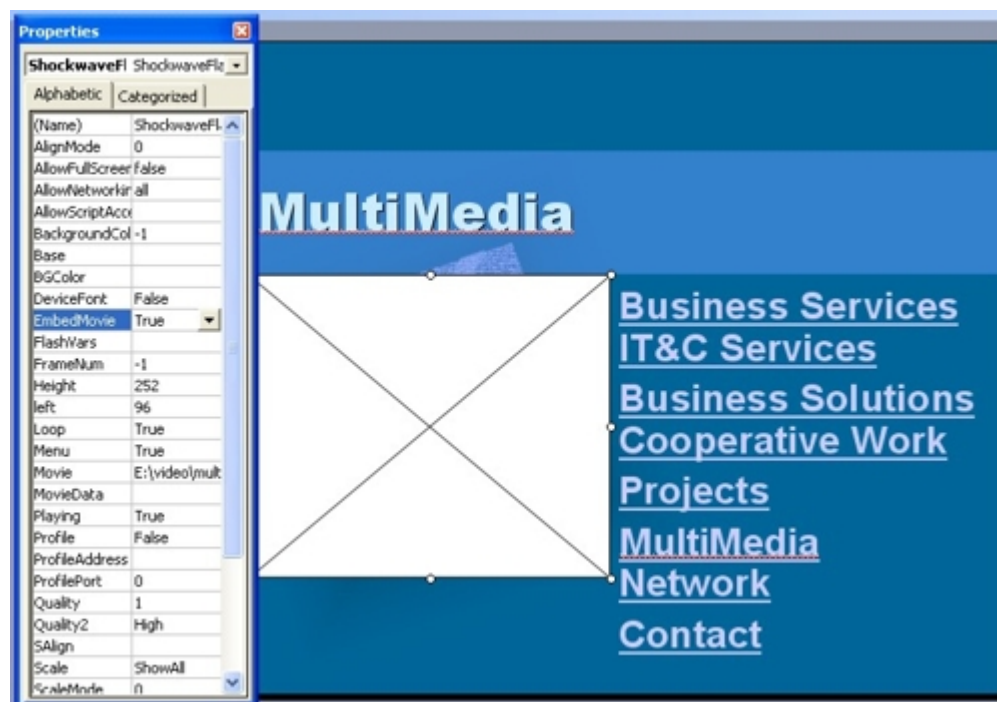 Properties
ShockwaveFl ShockwaveFla
Alphabetic Categorized
(Name) ShockwaveFl
AlignMode 0
AllowFullScreer false
AllowNetworkir all
AllowScriptAcce
BackgroundCol -1
Base
BGColor
DeviceFont False
EmbedMovie True
FlashVars
FrameNum -1
Height 252
left 96
Loop True
Menu True
Movie E:\video\mult
MovieData
Playing True
Profile False
ProfileAddress
ProfilePort 0
Quality 1
Quality2 High
SAlign
Scale ShowAll
ScaleMode 0
MultiMedia
Business Services
IT&C Services
Business Solutions
Cooperative Work
Projects
MultiMedia
Network
Contact